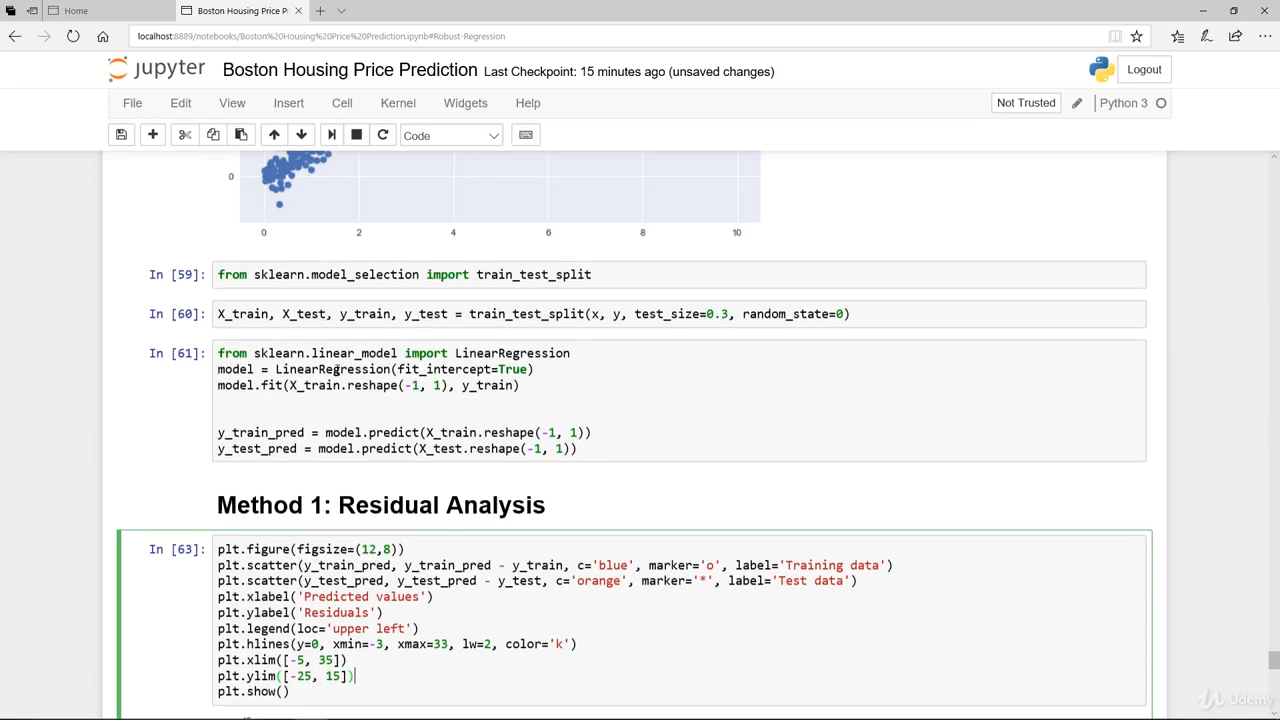 Home
Boston Housing Price P
localhost:8889/notebooks/Boston%20Housing%20Price%20Prediction.ipynb#Robust-Regression
jupyter Boston Housing Price Prediction Last Checkpoint: 15 minutes ago (unsaved changes)
Logout
File Edit View Insert Cell Kernel Widgets Help
Not Trusted
Python 3
Code
0
0 2 4 6 8 10
In [59]: from sklearn.model_selection import train_test_split
In [60]: X_train, X_test, y_train, y_test = train_test_split(x, y, test_size=0.3, random_state=0)
In [61]: from sklearn.linear_model import LinearRegression
model = LinearRegression(fit_intercept=True)
model.fit(X_train.reshape(-1, 1), y_train)
y_train_pred = model.predict(X_train.reshape(-1, 1))
y_test_pred = model.predict(X_test.reshape(-1, 1))
Method 1: Residual Analysis
In [63]: plt.figure(figsize=(12,8))
plt.scatter(y_train_pred, y_train_pred - y_train, c='blue', marker='o', label='Training data')
plt.scatter(y_test_pred, y_test_pred - y_test, c='orange', marker='*', label='Test data')
plt.xlabel('Predicted values')
plt.ylabel('Residuals')
plt.legend(loc='upper left')
plt.hlines(y=0, xmin=-3, xmax=33, lw=2, color='k')
plt.xlim([-5, 35])
plt.ylim([-25, 15])
plt.show()
Udemy